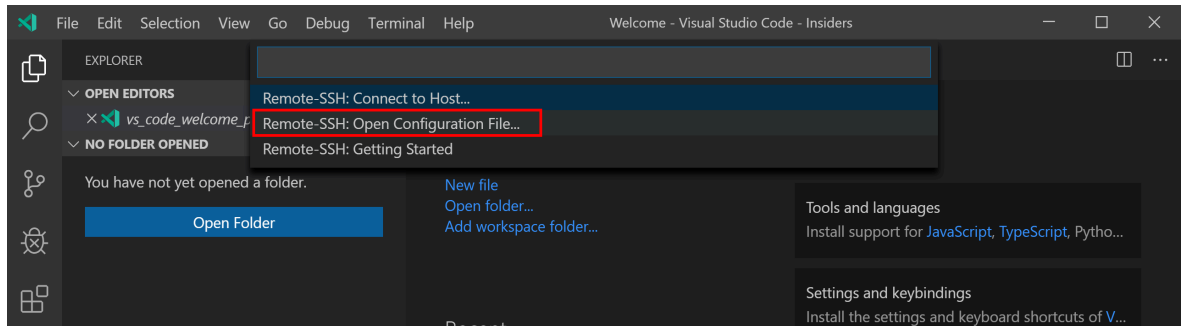 File Edit Selection View Go Debug Terminal Help Welcome - Visual Studio Code - Insiders
EXPLORER
OPEN EDITORS
vs_code_welcome_p
NO FOLDER OPENED
Remote-SSH: Connect to Host...
Remote-SSH: Open Configuration File...
Remote-SSH: Getting Started
You have not yet opened a folder.
Open Folder
New file
Open folder...
Add workspace folder...
Tools and languages
Install support for JavaScript, TypeScript, Pytho...
Settings and keybindings
Install the settings and keyboard shortcuts of V...